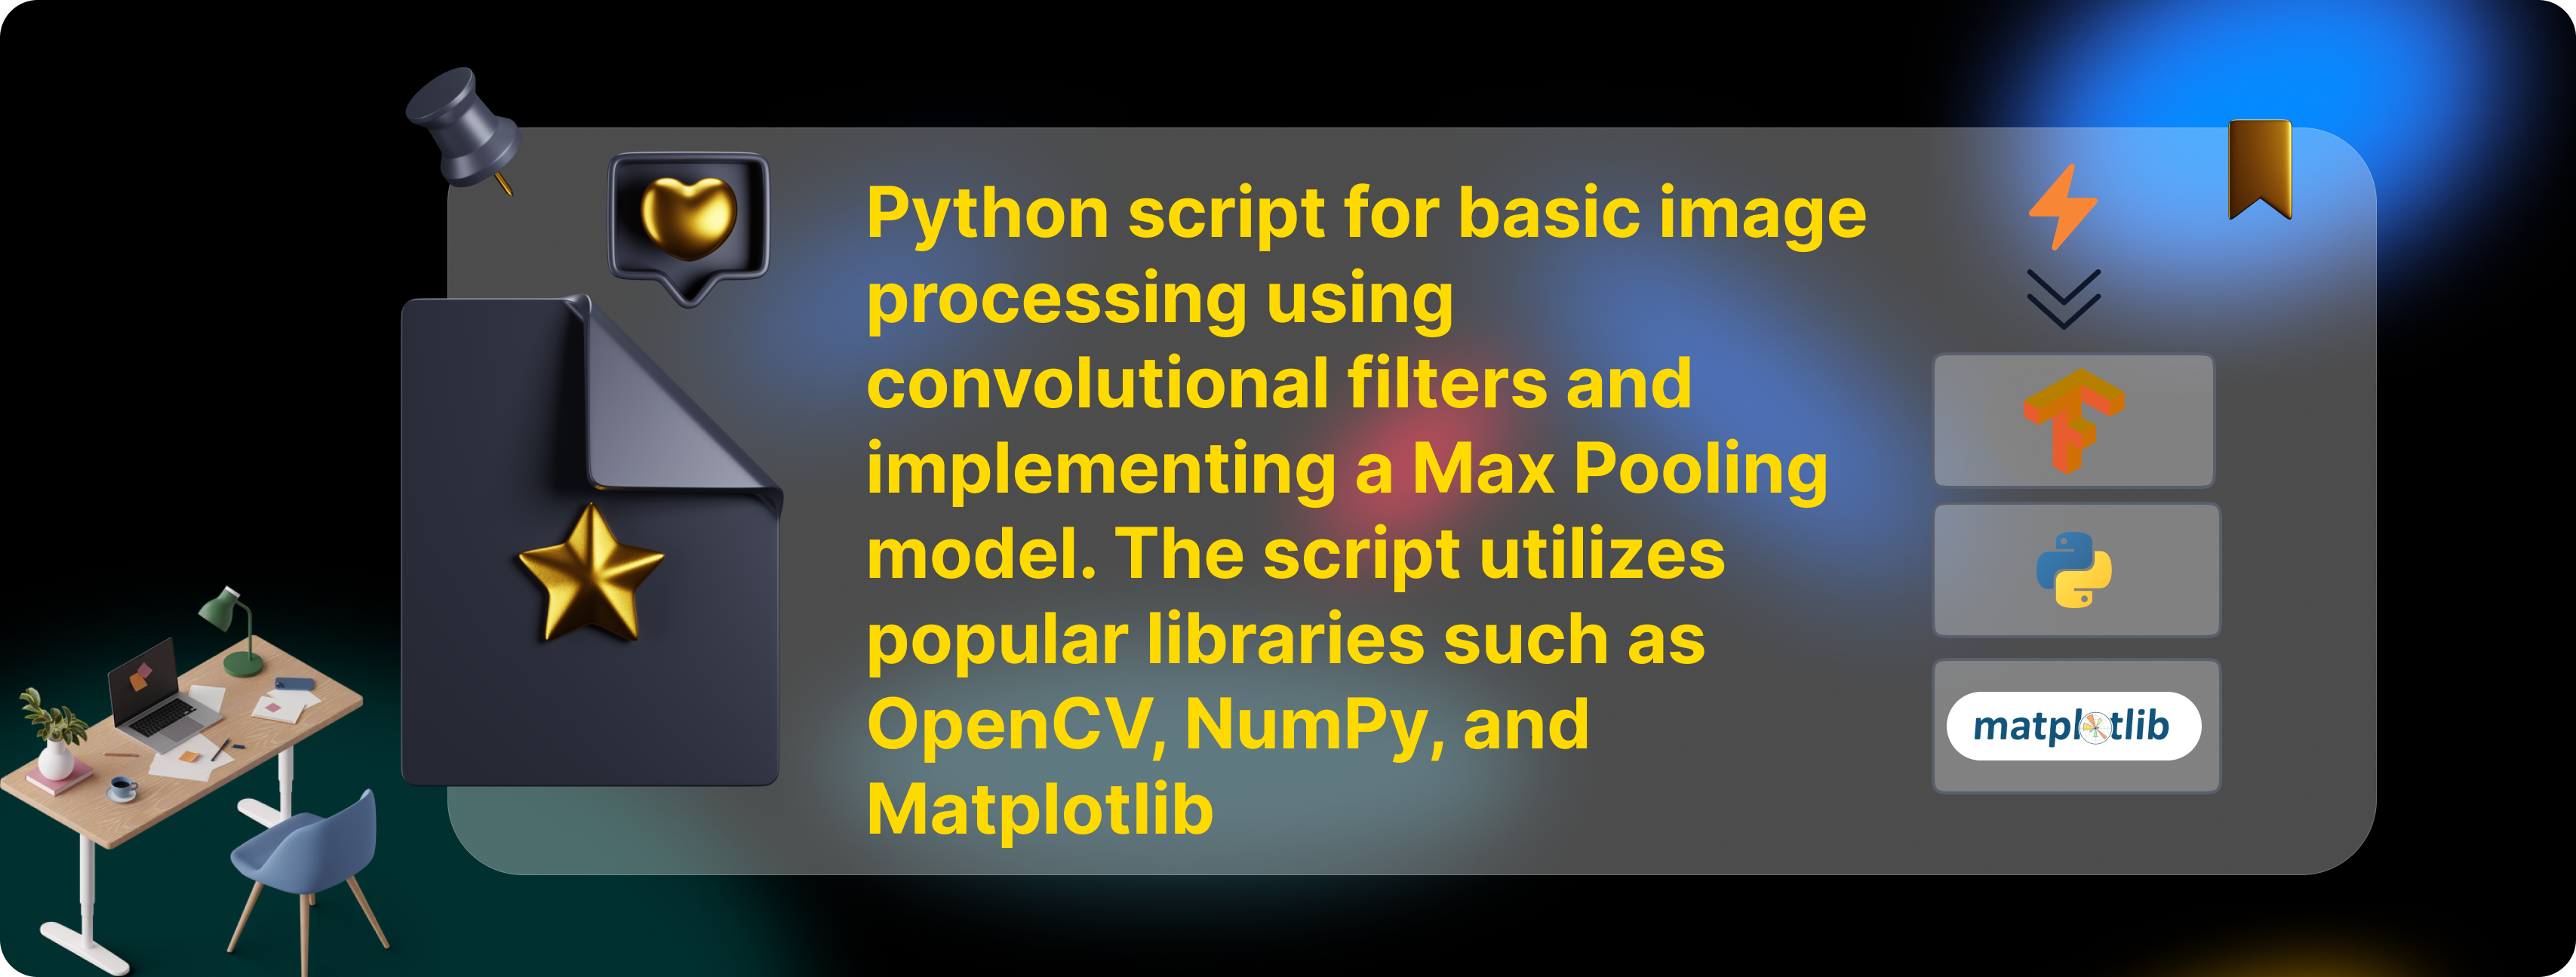 Python script for basic image
processing using
convolutional filters and
implementing a Max Pooling
model. The script utilizes
popular libraries such as
OpenCV, NumPy, and
Matplotlib
matplotlib